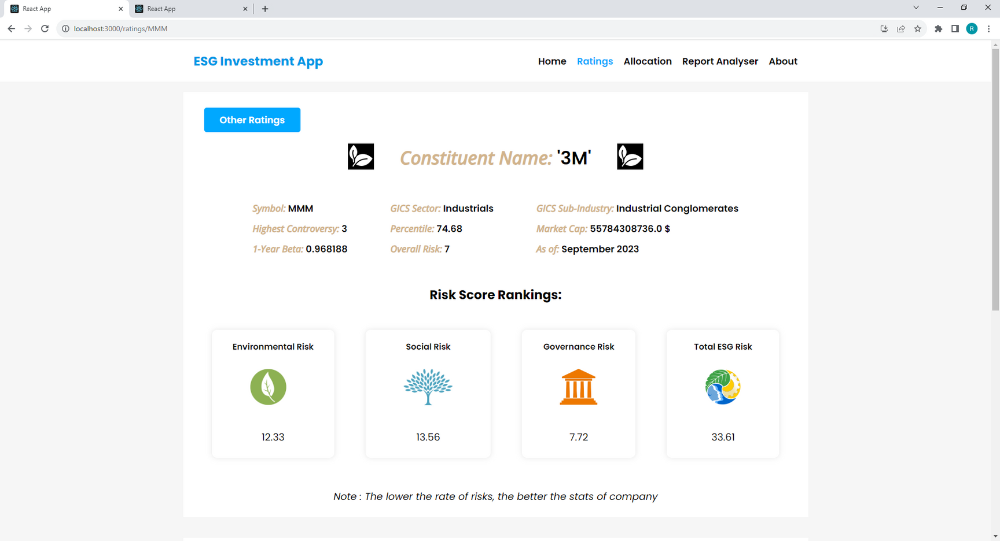 React App
React App
localhost:3000/ratings/MMM
R
ESG Investment App
Home Ratings Allocation Report Analyser About
Other Ratings
Constituent Name: '3M'
Symbol: MMM GICS Sector: Industrials GICS Sub-Industry: Industrial Conglomerates
Highest Controversy: 3 Percentile: 74.68 Market Cap: 55784308736.0 $
1-Year Beta: 0.968188 Overall Risk: 7 As of: September 2023
Risk Score Rankings:
Environmental Risk Social Risk Governance Risk Total ESG Risk
12.33 13.56 7.72 33.61
Note : The lower the rate of risks, the better the stats of company